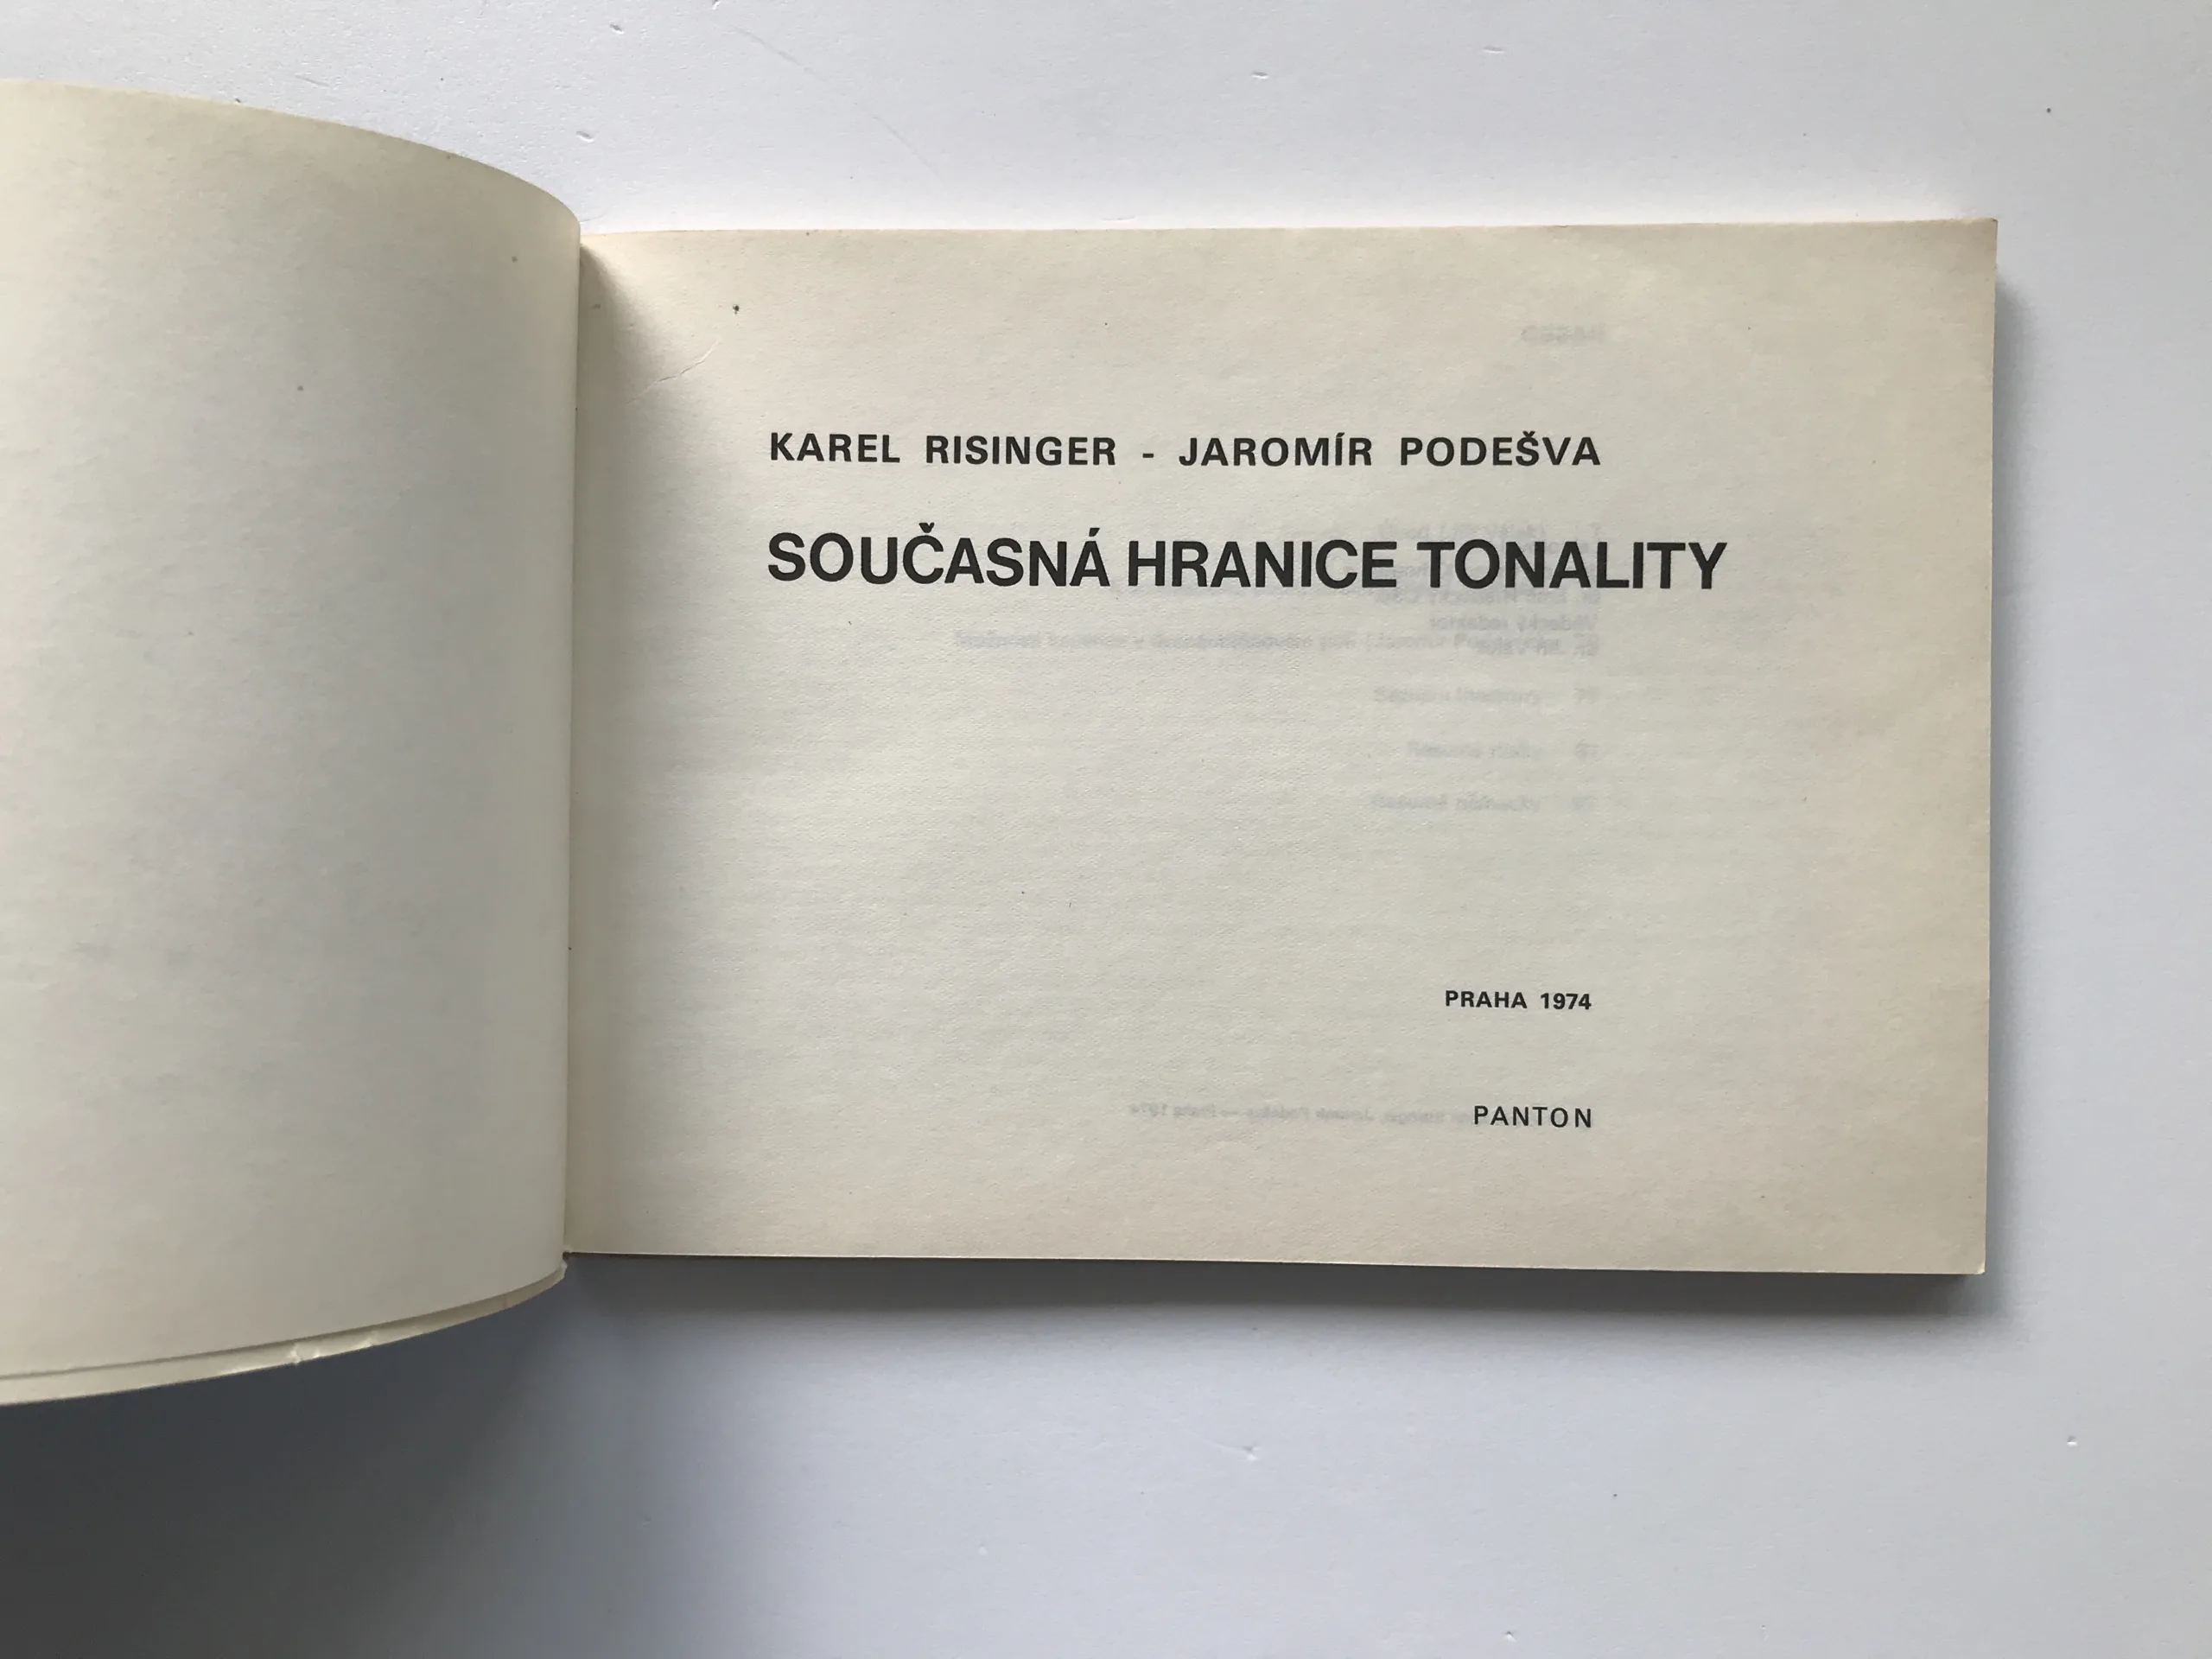 KAREL RISINGER - JAROMÍR PODEŠVA
SOUČASNÁ HRANICE TONALITY
PRAHA 1974
PANTON